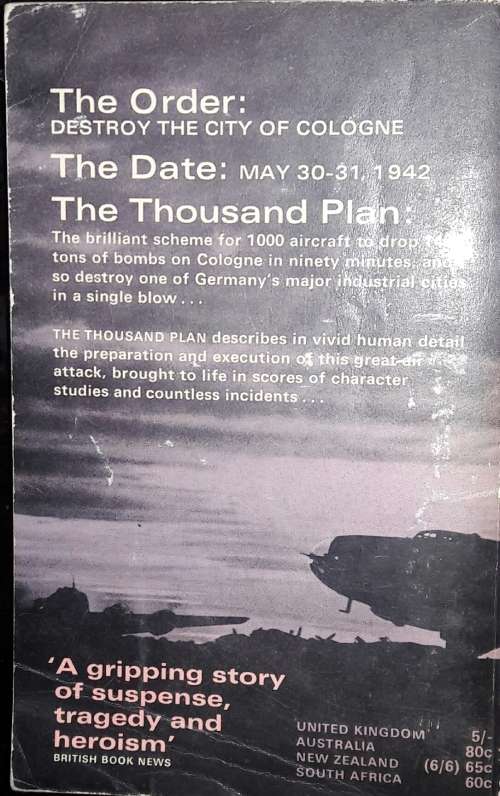 The Order:
DESTROY THE CITY OF COLOGNE
The Date: MAY 30-31, 1942
The Thousand Plan:
The brilliant scheme for 1000 aircraft to drop
tons of bombs on Cologne in ninety minutes, and
so destroy one of Germany's major industrial cities
in a single blow . . .
THE THOUSAND PLAN describes in vivid human detail
the preparation and execution of this great air
attack, brought to life in scores of character
studies and countless incidents . . .
'A gripping story
of suspense,
tragedy and
heroism'
BRITISH BOOK NEWS
UNITED KINGDOM 5/-
AUSTRALIA 80c
NEW ZEALAND (6/6) 65c
SOUTH AFRICA 60c